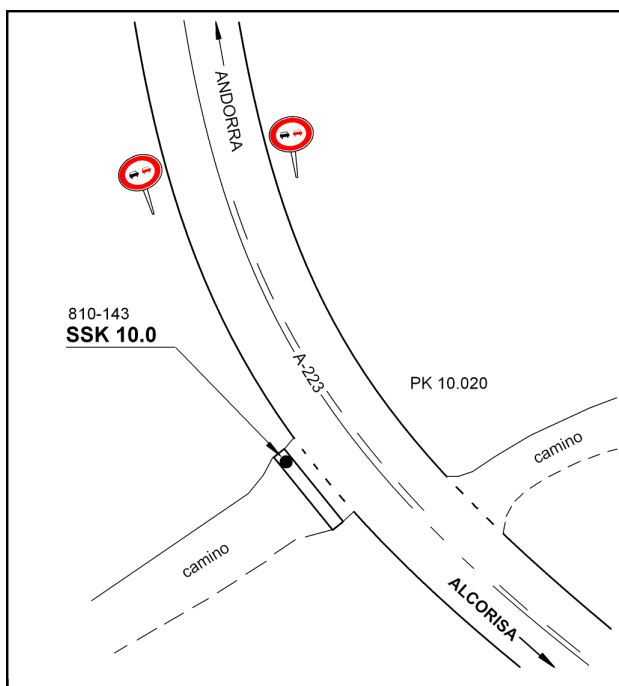 ANDORRA
810-143
SSK 10.0
A-223
PK 10.020
camino
camino
ALCORISA